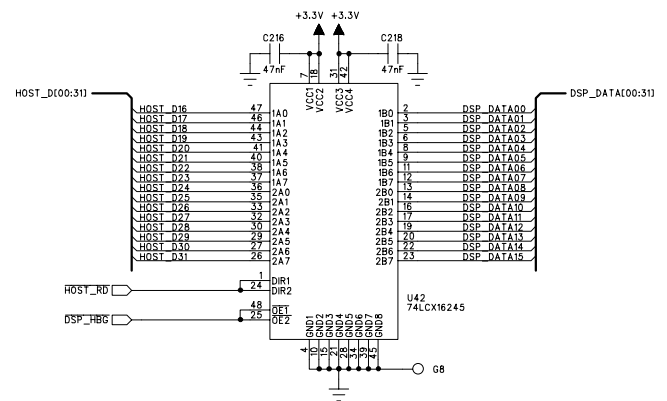 +3.3V +3.3V
C216 C218
47nF 47nF
7 18 31 42
VCC1 VCC2 VCC3 VCC4
HOST_D[00:31] DSP_DATA[00:31]
HOST_D16 47 1A0 1B0 2 DSP_DATA00
HOST_D17 46 1A1 1B1 3 DSP_DATA01
HOST_D18 44 1A2 1B2 5 DSP_DATA02
HOST_D19 43 1A3 1B3 6 DSP_DATA03
HOST_D20 41 1A4 1B4 8 DSP_DATA04
HOST_D21 40 1A5 1B5 9 DSP_DATA05
HOST_D22 38 1A6 1B6 11 DSP_DATA06
HOST_D23 37 1A7 1B7 12 DSP_DATA07
HOST_D24 36 2A0 2B0 13 DSP_DATA08
HOST_D25 35 2A1 2B1 14 DSP_DATA09
HOST_D26 33 2A2 2B2 16 DSP_DATA10
HOST_D27 32 2A3 2B3 17 DSP_DATA11
HOST_D28 30 2A4 2B4 19 DSP_DATA12
HOST_D29 29 2A5 2B5 20 DSP_DATA13
HOST_D30 27 2A6 2B6 22 DSP_DATA14
HOST_D31 26 2A7 2B7 23 DSP_DATA15
1 DIR1
HOST_RD 24 DIR2
48 OE1
DSP_HBG 25 OE2
U42
74LCX16245
GND1 GND2 GND3 GND4 GND5 GND6 GND7 GND8
4 10 15 21 28 34 39 45
G8